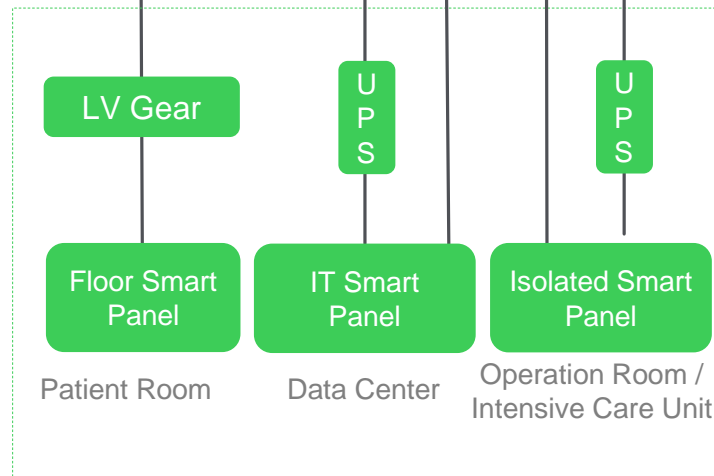 LV Gear
U
P
S
U
P
S
Floor Smart
Panel
IT Smart
Panel
Isolated Smart
Panel
Patient Room
Data Center
Operation Room /
Intensive Care Unit